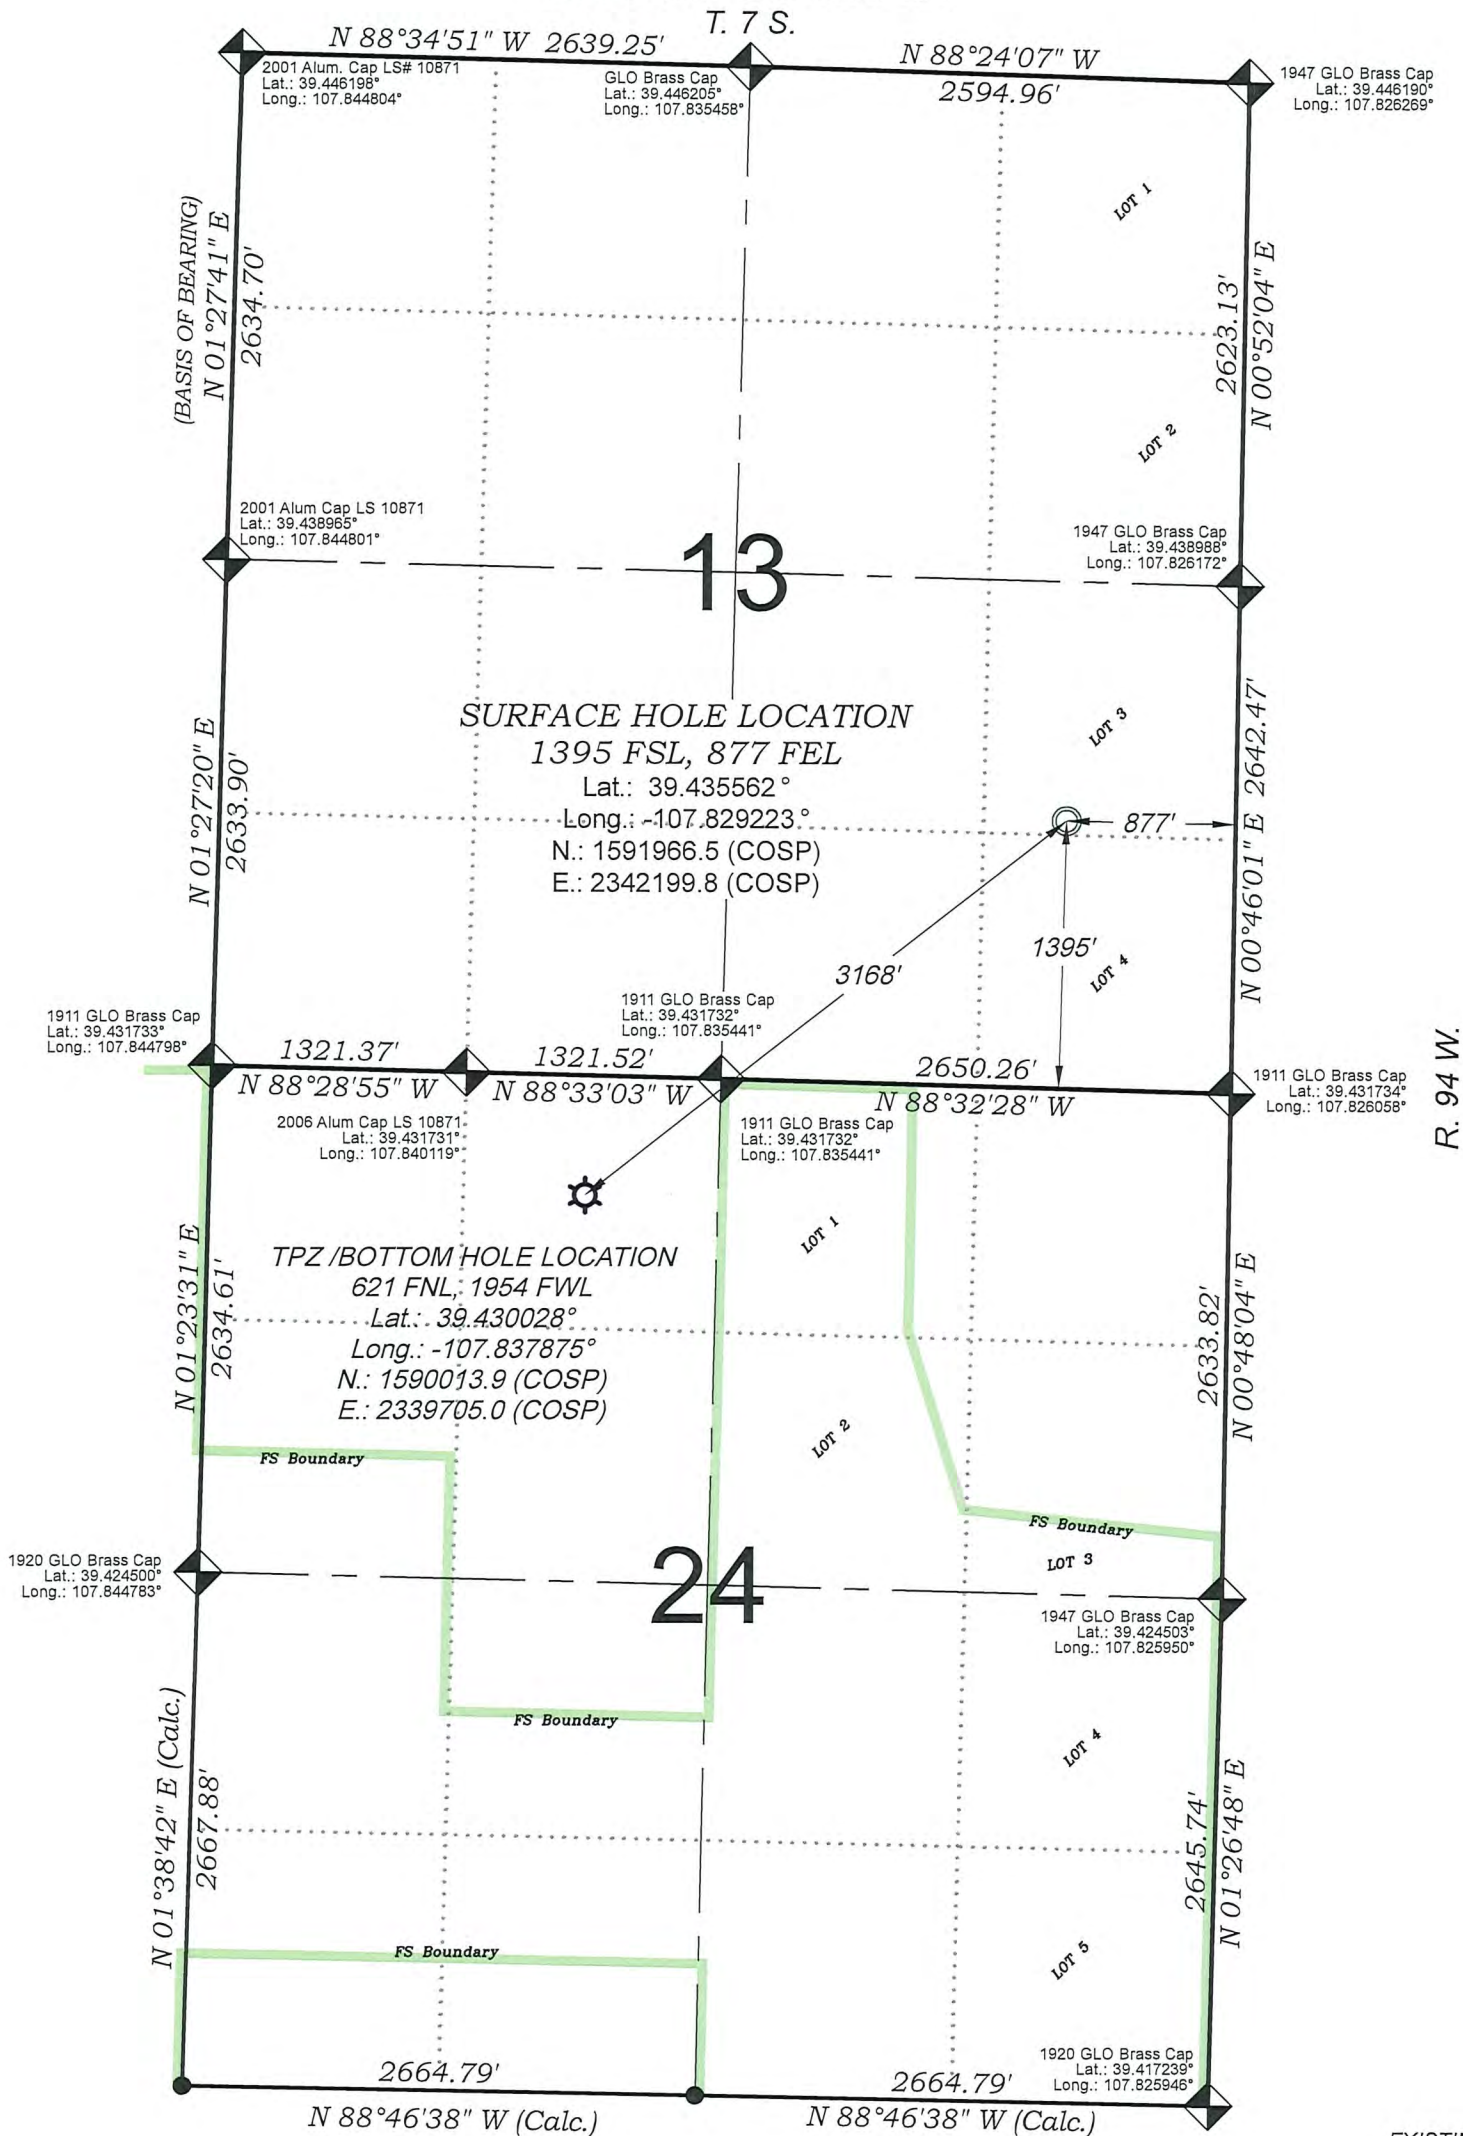 T. 7 S.
N 88°34'51" W 2639.25'
N 88°24'07" W
2594.96'
2001 Alum. Cap LS# 10871
Lat.: 39.446198°
Long.: 107.844804°
GLO Brass Cap
Lat.: 39.446205°
Long.: 107.835458°
1947 GLO Brass Cap
Lat.: 39.446190°
Long.: 107.826269°
LOT 1
(BASIS OF BEARING)
N 01°27'41" E
2634.70'
2623.13'
N 00°52'04" E
LOT 2
2001 Alum Cap LS 10871
Lat.: 39.438965°
Long.: 107.844801°
13
1947 GLO Brass Cap
Lat.: 39.438988°
Long.: 107.826172°
SURFACE HOLE LOCATION
1395 FSL, 877 FEL
Lat.: 39.435562°
Long.: -107.829223°
N.: 1591966.5 (COSP)
E.: 2342199.8 (COSP)
LOT 3
N 01°27'20" E
2633.90'
877'
N 00°46'01" E 2642.47'
1395'
3168'
LOT 4
1911 GLO Brass Cap
Lat.: 39.431733°
Long.: 107.844798°
1911 GLO Brass Cap
Lat.: 39.431732°
Long.: 107.835441°
1321.37'
N 88°28'55" W
1321.52'
N 88°33'03" W
2650.26'
N 88°32'28" W
1911 GLO Brass Cap
Lat.: 39.431734°
Long.: 107.826058°
R. 94 W.
2006 Alum Cap LS 10871
Lat.: 39.431731°
Long.: 107.840119°
1911 GLO Brass Cap
Lat.: 39.431732°
Long.: 107.835441°
LOT 1
TPZ /BOTTOM HOLE LOCATION
621 FNL, 1954 FWL
Lat.: 39.430028°
Long.: -107.837875°
N.: 1590013.9 (COSP)
E.: 2339705.0 (COSP)
N 01°23'31" E
2634.61'
2633.82'
N 00°48'04" E
LOT 2
FS Boundary
FS Boundary
LOT 3
1920 GLO Brass Cap
Lat.: 39.424500°
Long.: 107.844783°
24
1947 GLO Brass Cap
Lat.: 39.424503°
Long.: 107.825950°
FS Boundary
LOT 4
N 01°38'42" E (Calc.)
2667.88'
2645.74'
N 01°26'48" E
FS Boundary
LOT 5
1920 GLO Brass Cap
Lat.: 39.417239°
Long.: 107.825946°
2664.79'
N 88°46'38" W (Calc.)
2664.79'
N 88°46'38" W (Calc.)